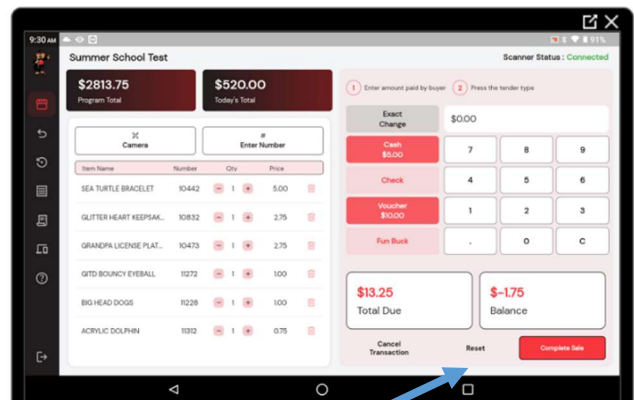 9:30 AM
91%
Summer School Test
Scanner Status : Connected
$2813.75
Program Total
$520.00
Today's Total
1 Enter amount paid by buyer 2 Press the tender type
Camera
#
Enter Number
Item Name Number Qty Price
SEA TURTLE BRACELET 10442 - 1 + 5.00
GLITTER HEART KEEPSAK... 10832 - 1 + 2.75
GRANDPA LICENSE PLAT... 10473 - 1 + 2.75
GITD BOUNCY EYEBALL 11272 - 1 + 1.00
BIG HEAD DOGS 11228 - 1 + 1.00
ACRYLIC DOLPHIN 11312 - 1 + 0.75
Exact
Change
$0.00
Cash
$5.00
7 8 9
Check
4 5 6
Voucher
$10.00
1 2 3
Fun Buck
. 0 C
$13.25
Total Due
$-1.75
Balance
Cancel
Transaction
Reset
Complete Sale